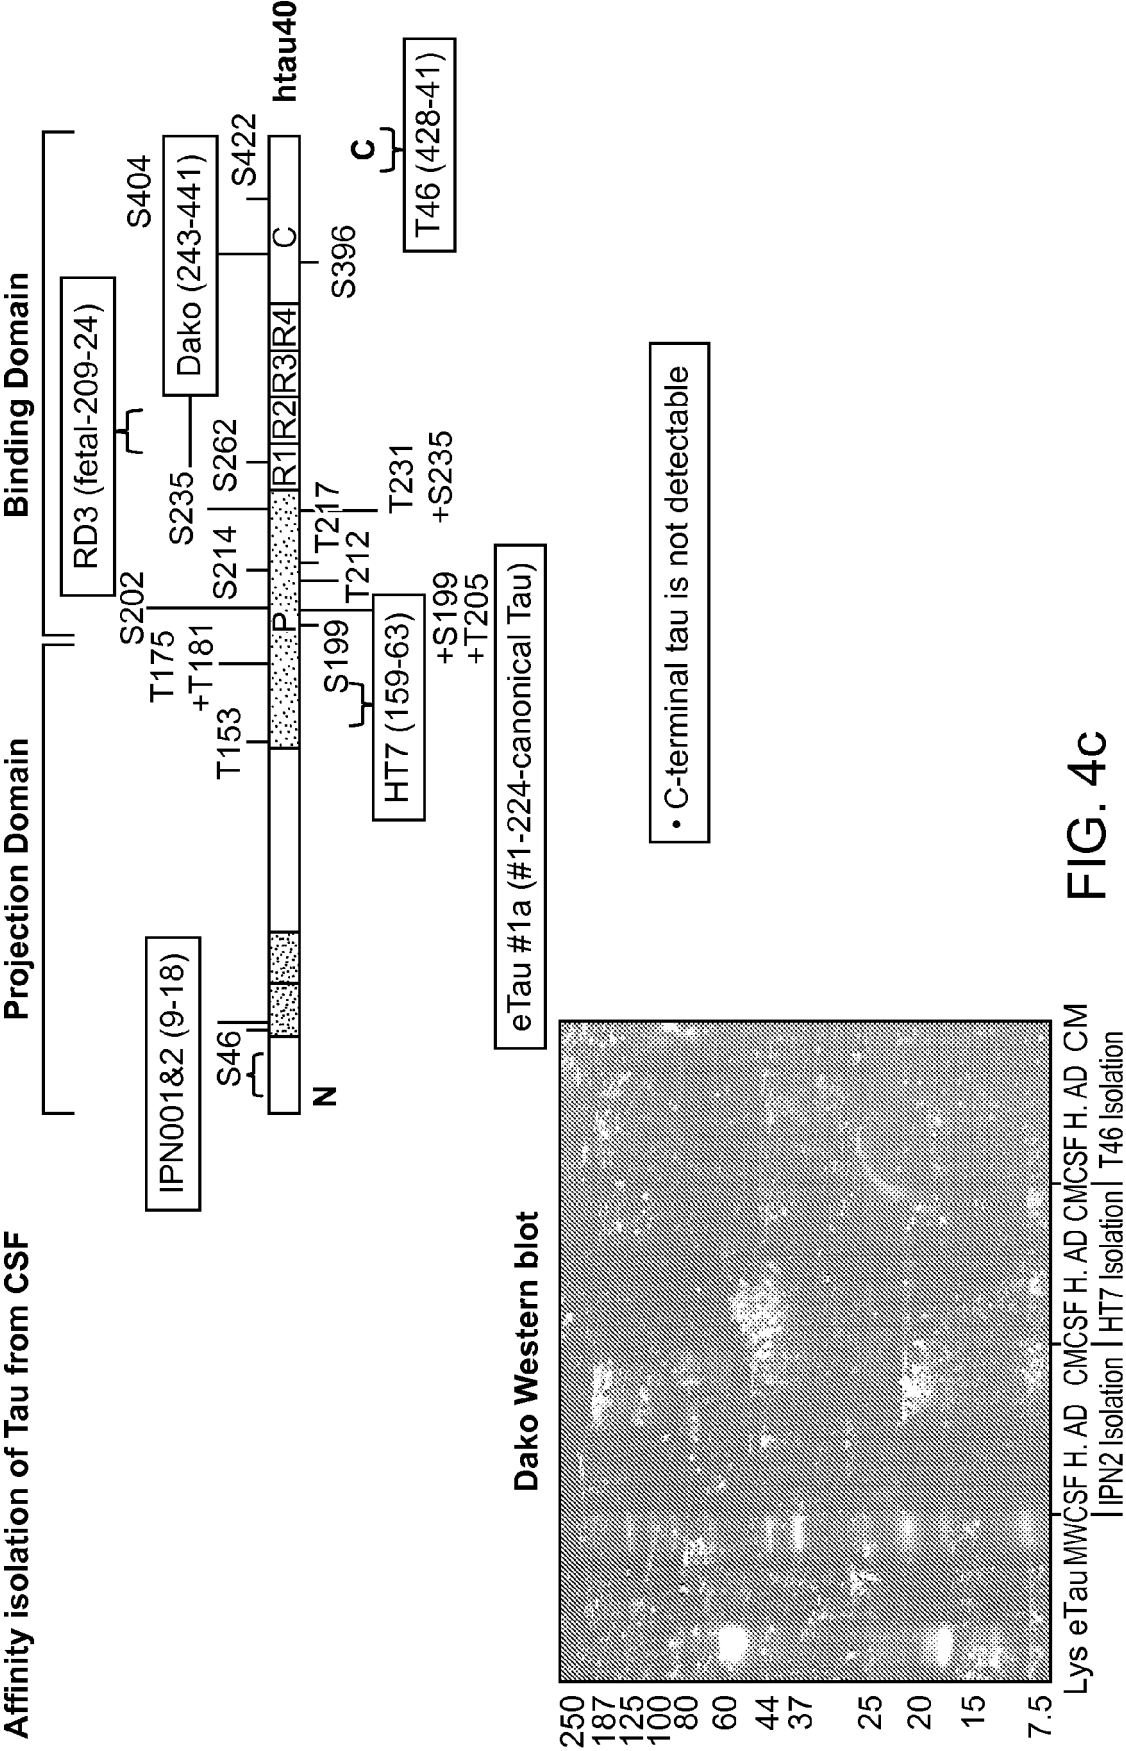 Affinity isolation of Tau from CSF
Projection Domain
Binding Domain
RD3 (fetal-209-24)
IPN001&2 (9-18)
S202
S404
T175
+T181
S235
Dako (243-441)
S46
T153
S214
S262
S422
P
R1
R2
R3
R4
C
htau40
N
S199
T212
T217
S396
C
HT7 (159-63)
T231
+S235
T46 (428-41)
+S199
+T205
eTau #1a (#1-224-canonical Tau)
Dako Western blot
• C-terminal tau is not detectable
250
187
125
100
80
60
44
37
25
20
15
7.5
Lys eTau MWCSF H. AD CMCSF H. AD CMCSF H. AD CM
IPN2 Isolation HT7 Isolation T46 Isolation
FIG. 4c